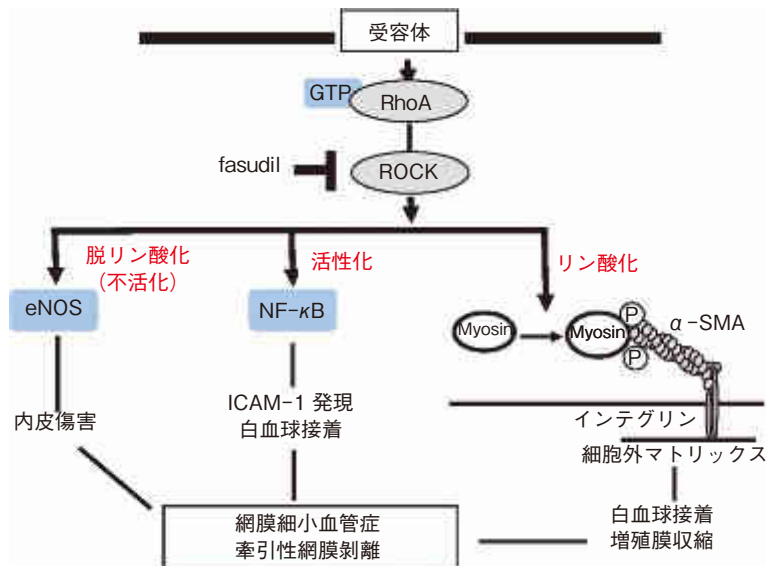 受容体
GTP
RhoA
fasudil
ROCK
脱リン酸化
(不活化)
活性化
リン酸化
eNOS
NF-κB
Myosin
Myosin
P
P
α-SMA
内皮傷害
ICAM-1 発現
白血球接着
インテグリン
細胞外マトリックス
網膜細小血管症
牽引性網膜剝離
白血球接着
増殖膜収縮